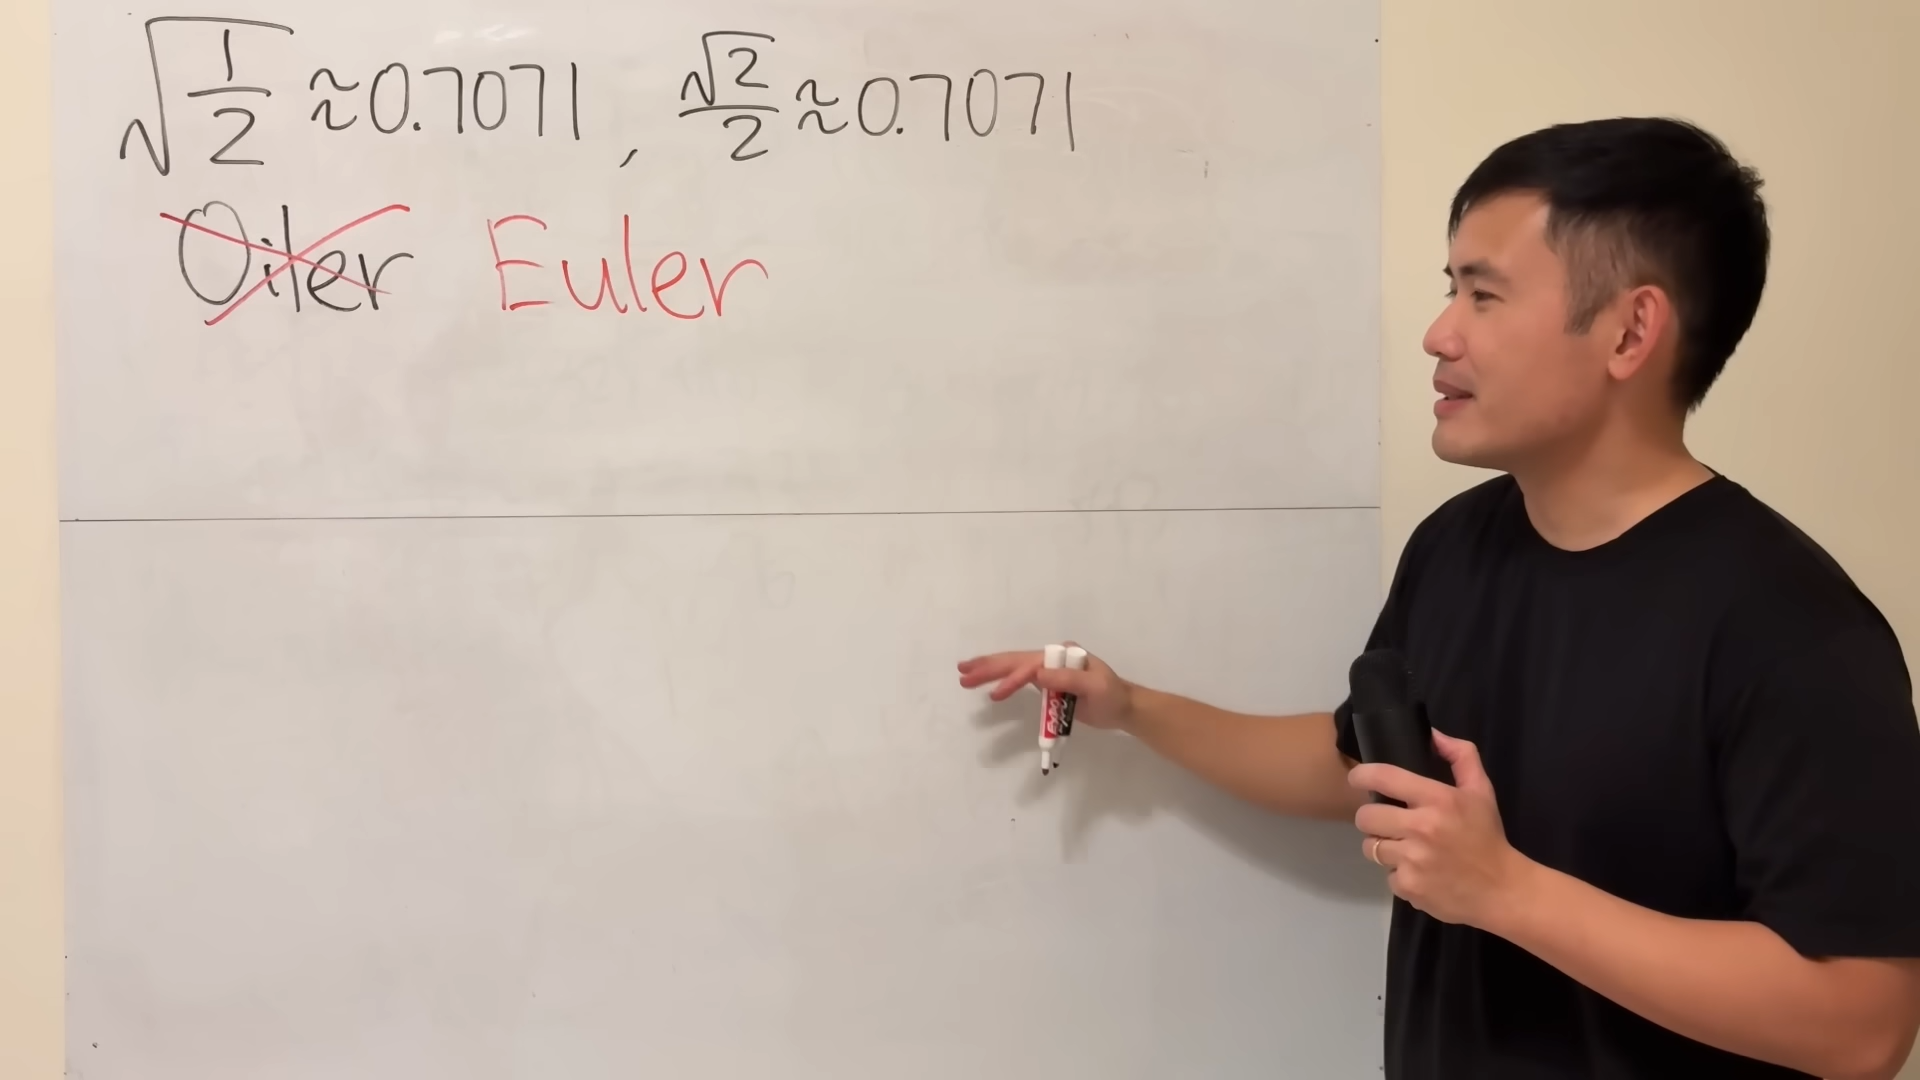 √(1/2) ≈ 0.7071 , √2/2 ≈ 0.7071
Oiler Euler